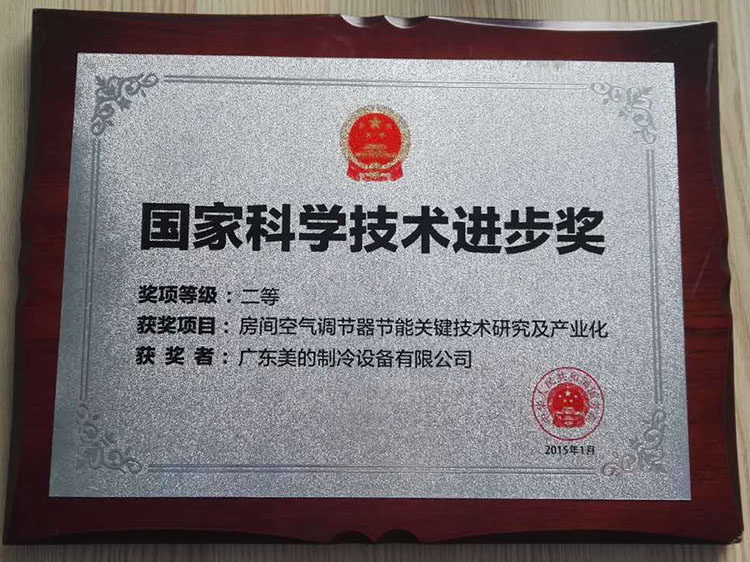 国家科学技术进步奖
奖项等级：二等
获奖项目：房间空气调节器节能关键技术研究及产业化
获奖者：广东美的制冷设备有限公司
2015年1月